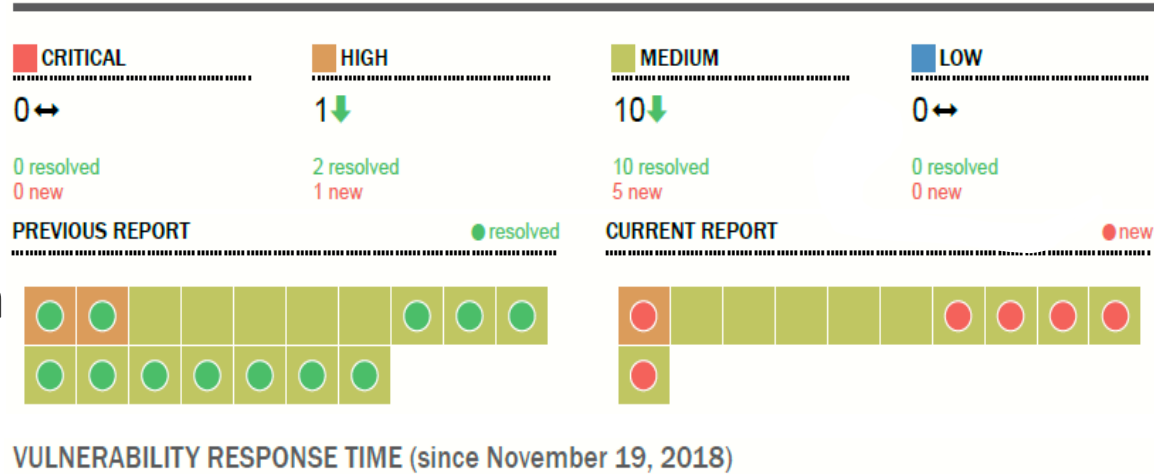 CRITICAL HIGH MEDIUM LOW
0 1 10 0
0 resolved 2 resolved 10 resolved 0 resolved
0 new 1 new 5 new 0 new
PREVIOUS REPORT resolved CURRENT REPORT new
VULNERABILITY RESPONSE TIME (since November 19, 2018)